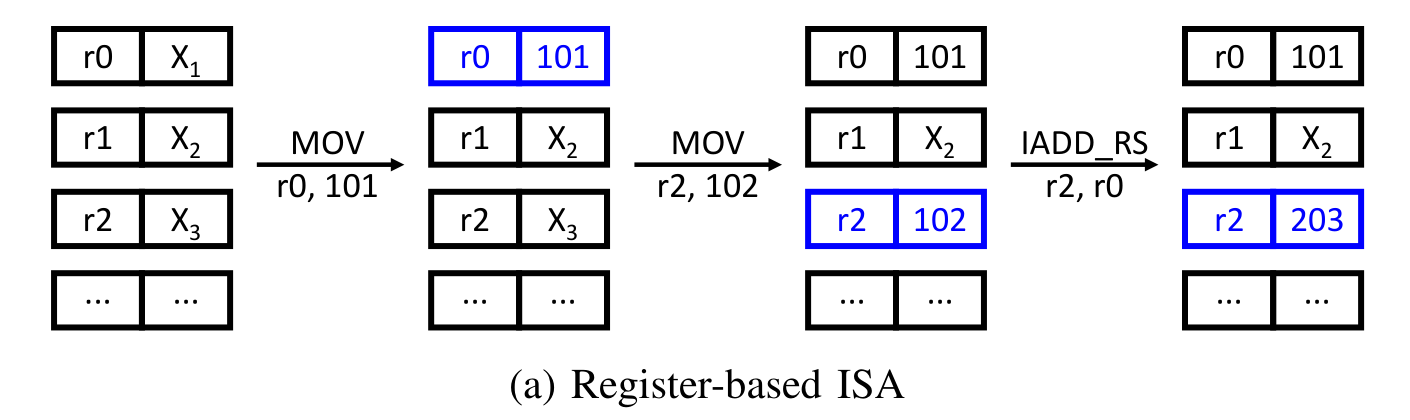 r0 X1 r0 101 r0 101 r0 101
r1 X2 MOV r1 X2 MOV r1 X2 IADD_RS r1 X2
r0, 101 r2, 102 r2, r0
r2 X3 r2 X3 r2 102 r2 203
... ... ... ... ... ... ... ...
(a) Register-based ISA